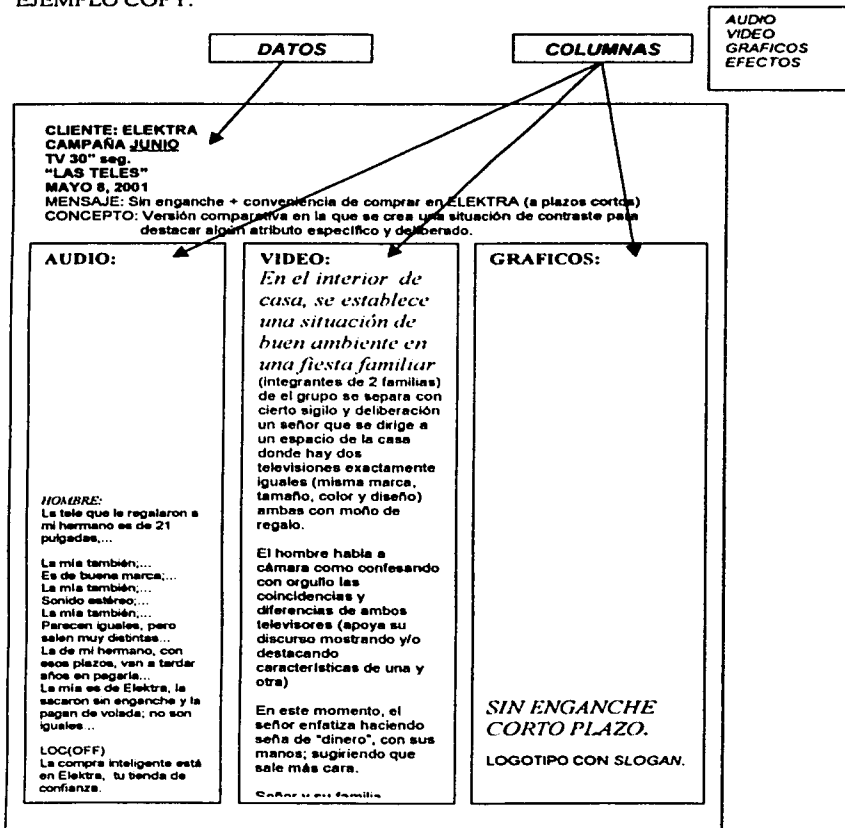 EJEMPLO COPY:
AUDIO
VIDEO
GRAFICOS
EFECTOS
DATOS
COLUMNAS
CLIENTE: ELEKTRA
CAMPAÑA JUNIO
TV 30" seg.
"LAS TELES"
MAYO 8, 2001
MENSAJE: Sin enganche + conveniencia de comprar en ELEKTRA (a plazos cortos)
CONCEPTO: Versión comparativa en la que se crea una situación de contraste para
destacar algún atributo específico y deliberado.
AUDIO:
HOMBRE:
La tele que le regalaron a
mi hermano es de 21
pulgadas,...
La mía también;...
Es de buena marca;...
La mía también;...
Sonido estéreo;...
La mía también;...
Parecen iguales, pero
salen muy distintas...
La de mi hermano, con
esos plazos, van a tardar
años en pagarla...
La mía es de Elektra, la
sacaron sin enganche y la
pagan de volada; no son
iguales...
LOC(OFF)
La compra inteligente está
en Elektra, tu tienda de
confianza.
VIDEO:
En el interior de
casa, se establece
una situación de
buen ambiente en
una fiesta familiar
(integrantes de 2 familias)
de el grupo se separa con
cierto sigilo y deliberación
un señor que se dirige a
un espacio de la casa
donde hay dos
televisiones exactamente
iguales (misma marca,
tamaño, color y diseño)
ambas con moño de
regalo.
El hombre habla a
cámara como confesando
con orgullo las
coincidencias y
diferencias de ambos
televisores (apoya su
discurso mostrando y/o
destacando
características de una y
otra)
En este momento, el
señor enfatiza haciendo
seña de "dinero", con sus
manos; sugiriendo que
sale más cara.
Señor y su familia
GRAFICOS:
SIN ENGANCHE
CORTO PLAZO.
LOGOTIPO CON SLOGAN.